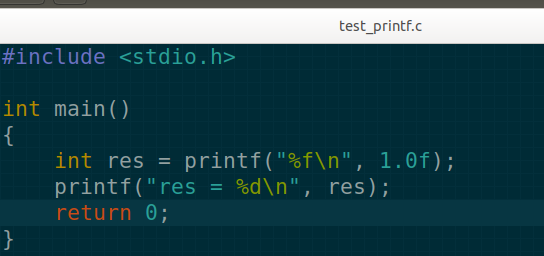 test_printf.c
#include <stdio.h>
int main()
{
    int res = printf("%f\n", 1.0f);
    printf("res = %d\n", res);
    return 0;
}